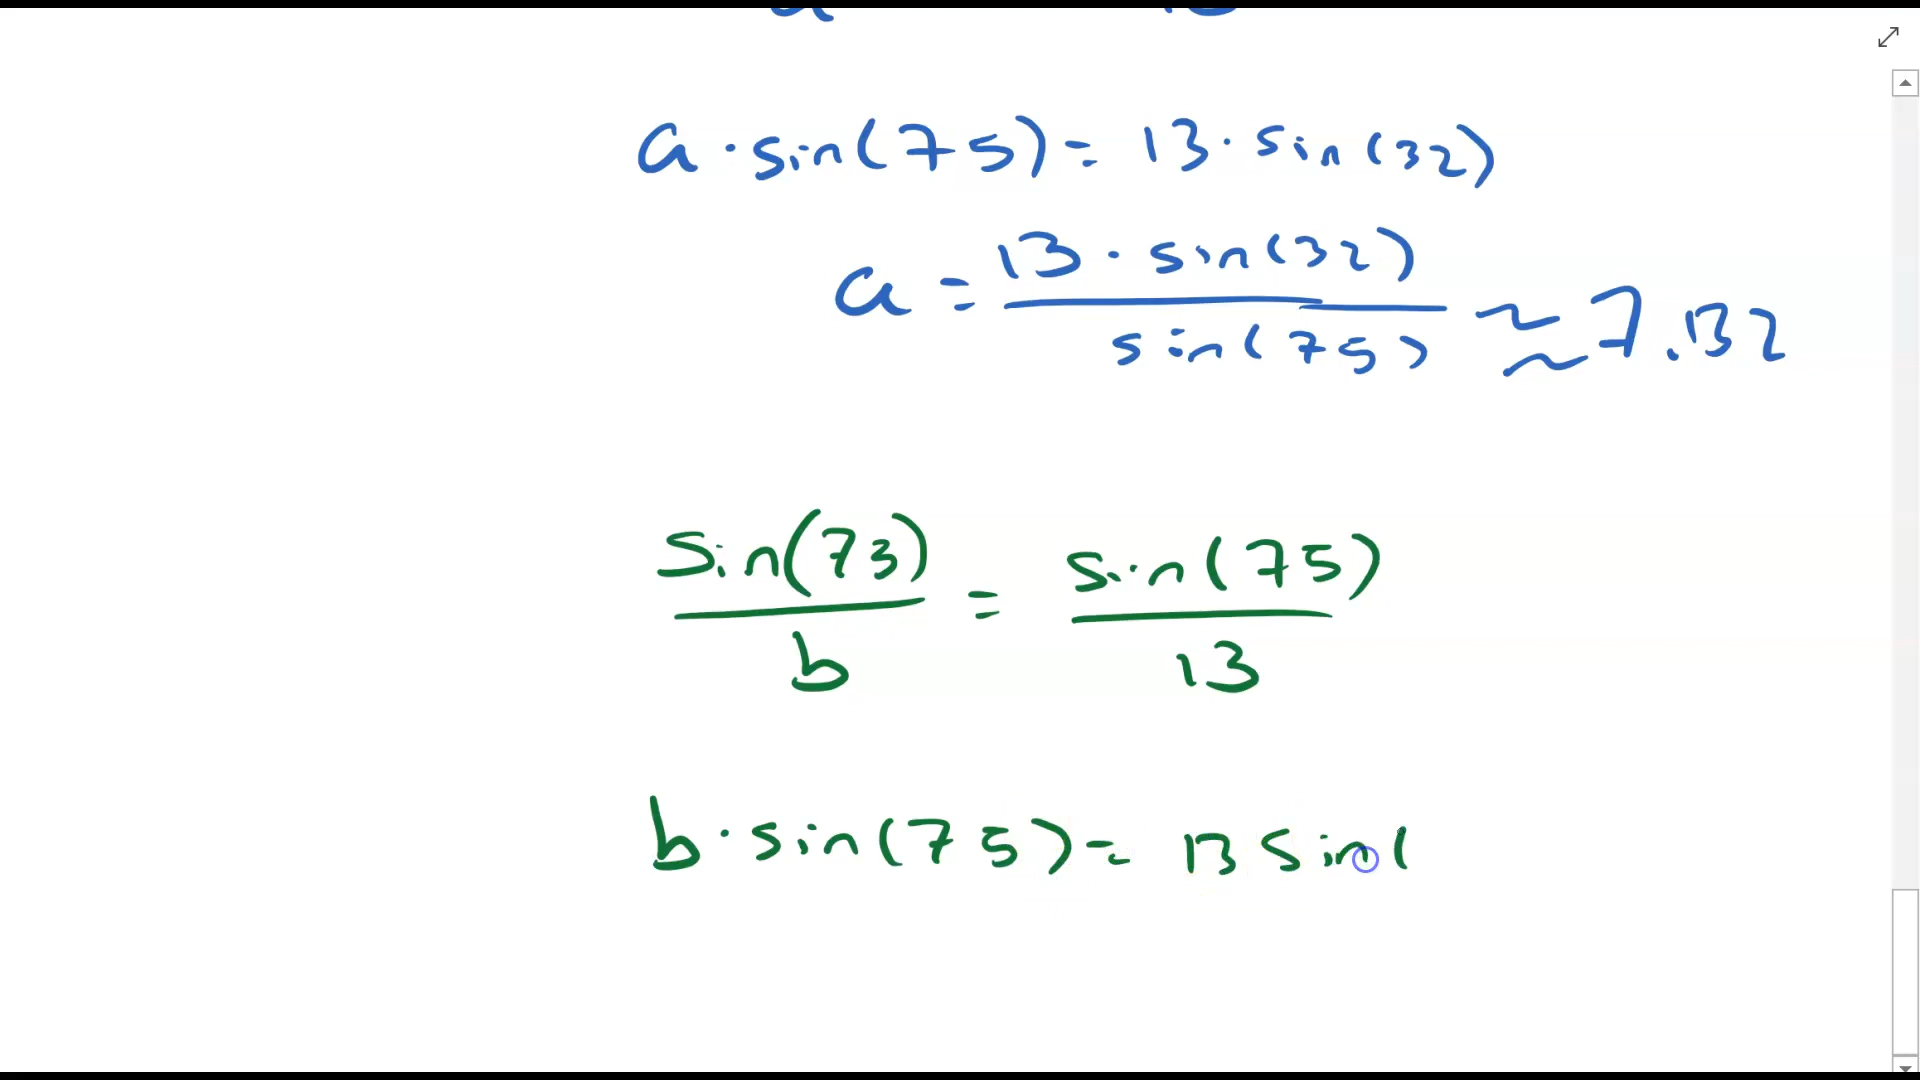 a · sin(75) = 13 · sin(32)
a = 13 · sin(32) / sin(75) ≈ 7.132
sin(73) / b = sin(75) / 13
b · sin(75) = 13 sin(